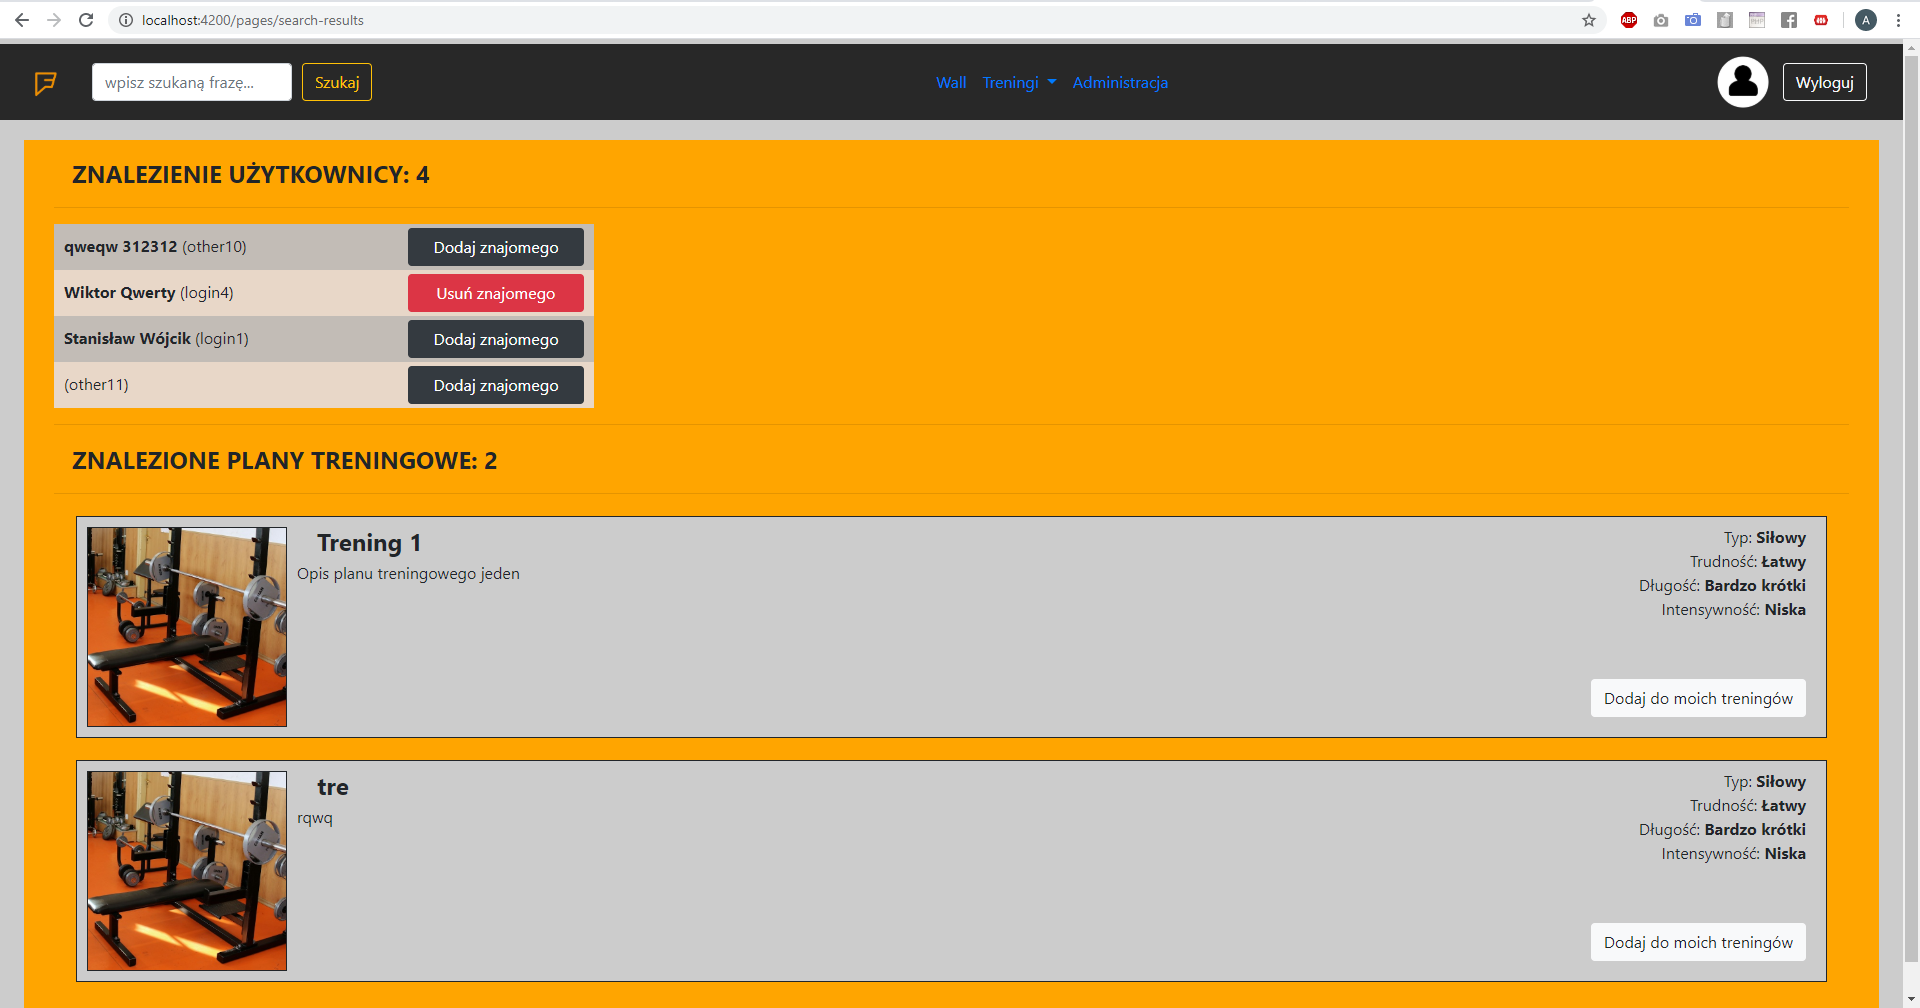 localhost:4200/pages/search-results
ABP
A
wpisz szukaną frazę...
Szukaj
Wall
Treningi
Administracja
Wyloguj
ZNALEZIENIE UŻYTKOWNICY: 4
qweqw 312312 (other10)
Dodaj znajomego
Wiktor Qwerty (login4)
Usuń znajomego
Stanisław Wójcik (login1)
Dodaj znajomego
(other11)
Dodaj znajomego
ZNALEZIONE PLANY TRENINGOWE: 2
Trening 1
Opis planu treningowego jeden
Typ: Siłowy
Trudność: Łatwy
Długość: Bardzo krótki
Intensywność: Niska
Dodaj do moich treningów
tre
rqwq
Typ: Siłowy
Trudność: Łatwy
Długość: Bardzo krótki
Intensywność: Niska
Dodaj do moich treningów